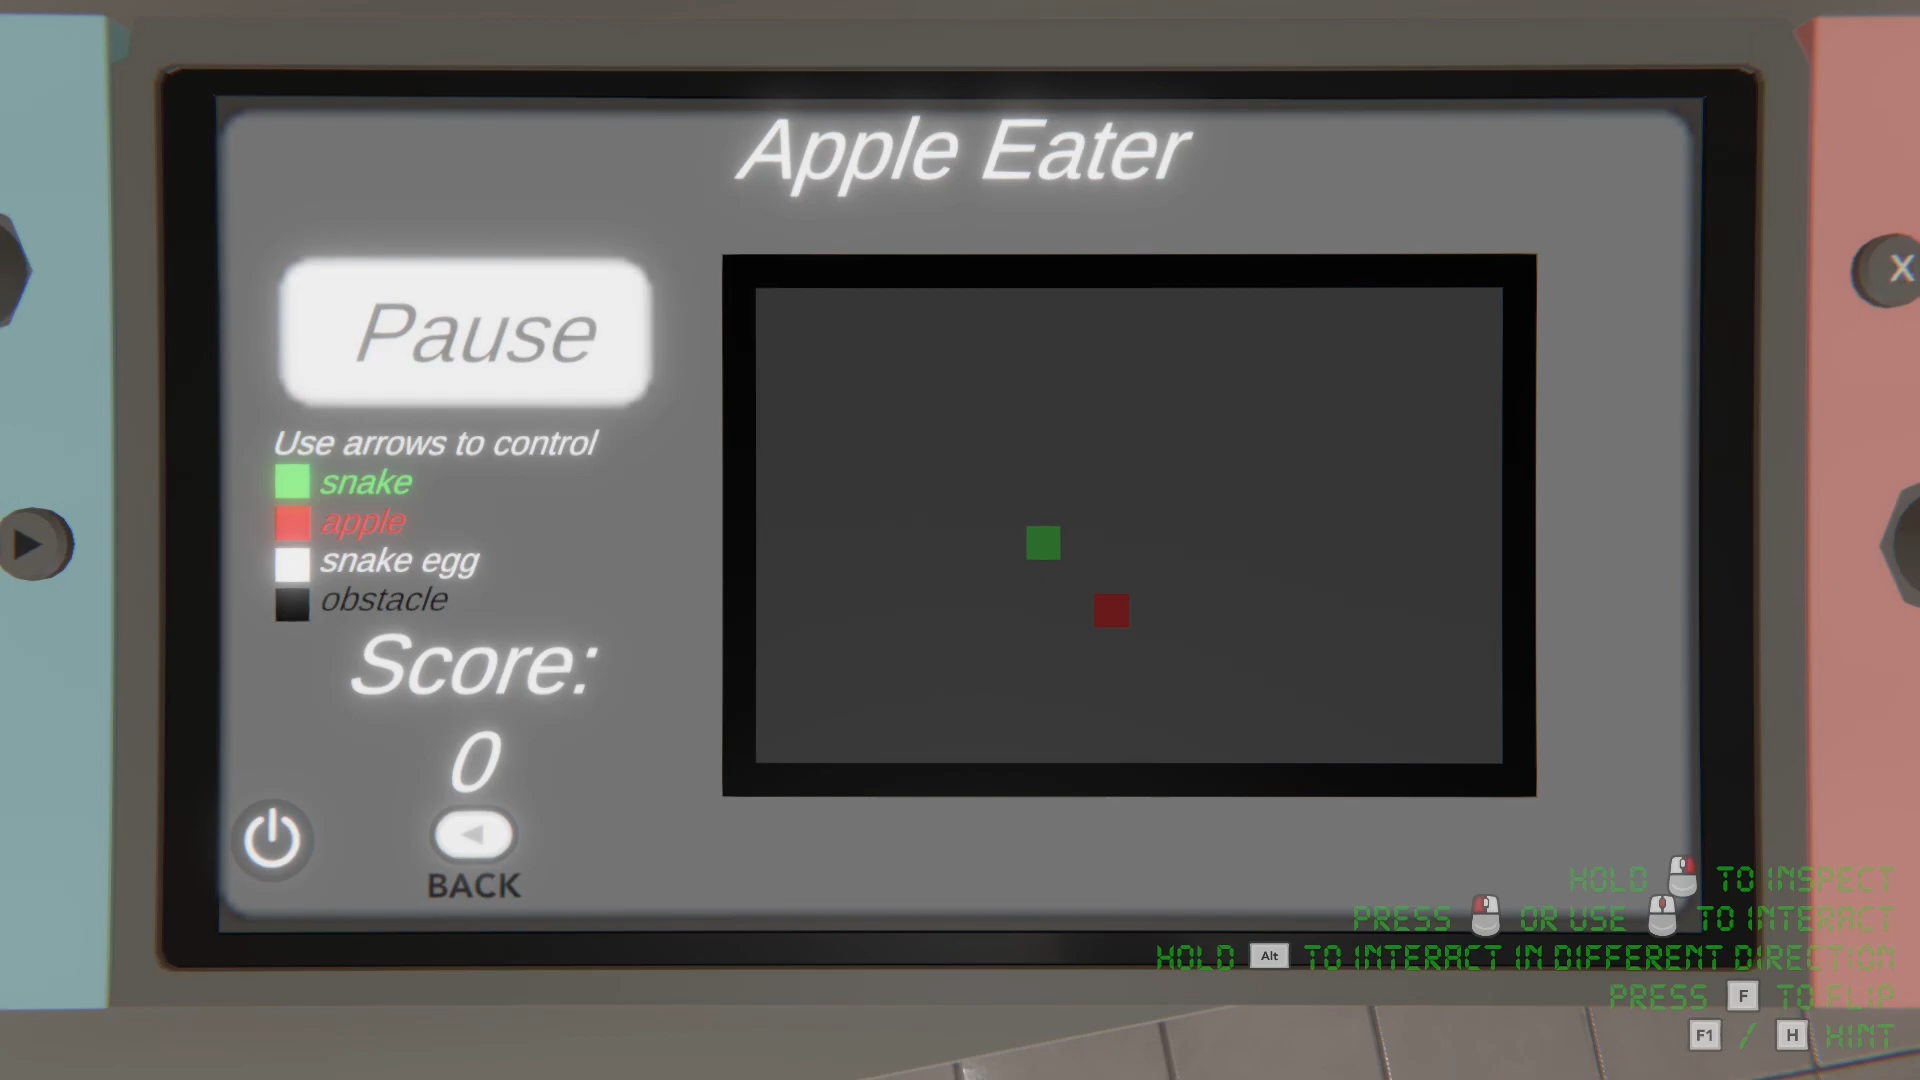 Apple Eater
Pause
Use arrows to control
snake
apple
snake egg
obstacle
Score:
0
BACK
X
HOLD TO INSPECT
PRESS OR USE TO INTERACT
HOLD Alt TO INTERACT IN DIFFERENT DIRECTION
PRESS F TO FLIP
F1 / H HINT